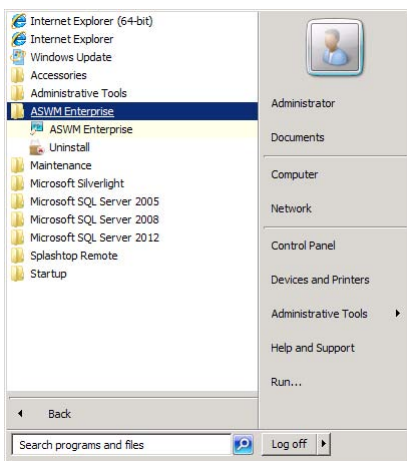 Internet Explorer (64-bit)
Internet Explorer
Windows Update
Accessories
Administrative Tools
ASWM Enterprise
ASWM Enterprise
Uninstall
Maintenance
Microsoft Silverlight
Microsoft SQL Server 2005
Microsoft SQL Server 2008
Microsoft SQL Server 2012
Splashtop Remote
Startup
Back
Search programs and files
Administrator
Documents
Computer
Network
Control Panel
Devices and Printers
Administrative Tools
Help and Support
Run...
Log off